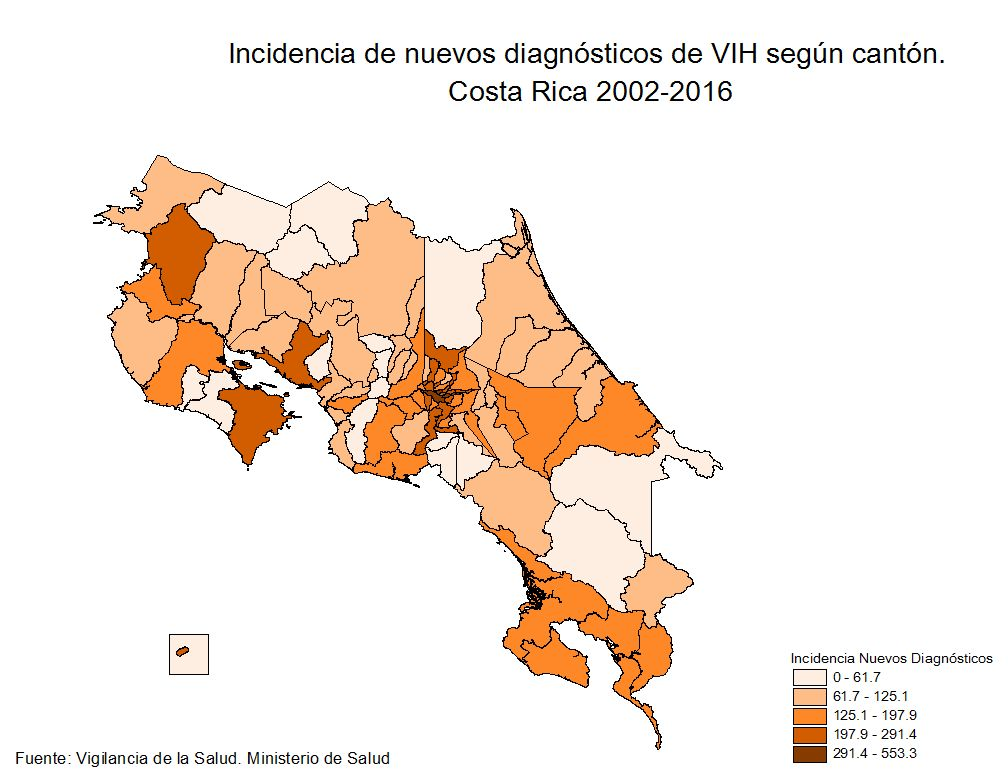 Incidencia de nuevos diagnósticos de VIH según cantón.
Costa Rica 2002-2016
Incidencia Nuevos Diagnósticos
0 - 61.7
61.7 - 125.1
125.1 - 197.9
197.9 - 291.4
291.4 - 553.3
Fuente: Vigilancia de la Salud. Ministerio de Salud